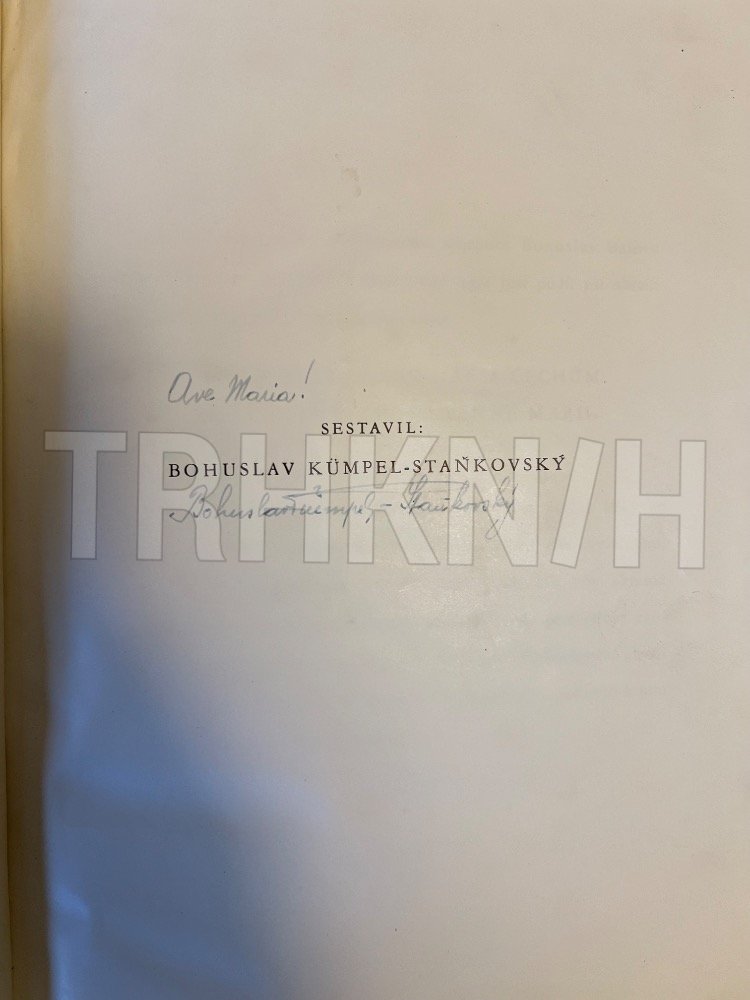 Ave Maria!
SESTAVIL:
BOHUSLAV KÜMPEL-STAŇKOVSKÝ
TRHKNIH
Bohuslav Kümpel-Staňkovský